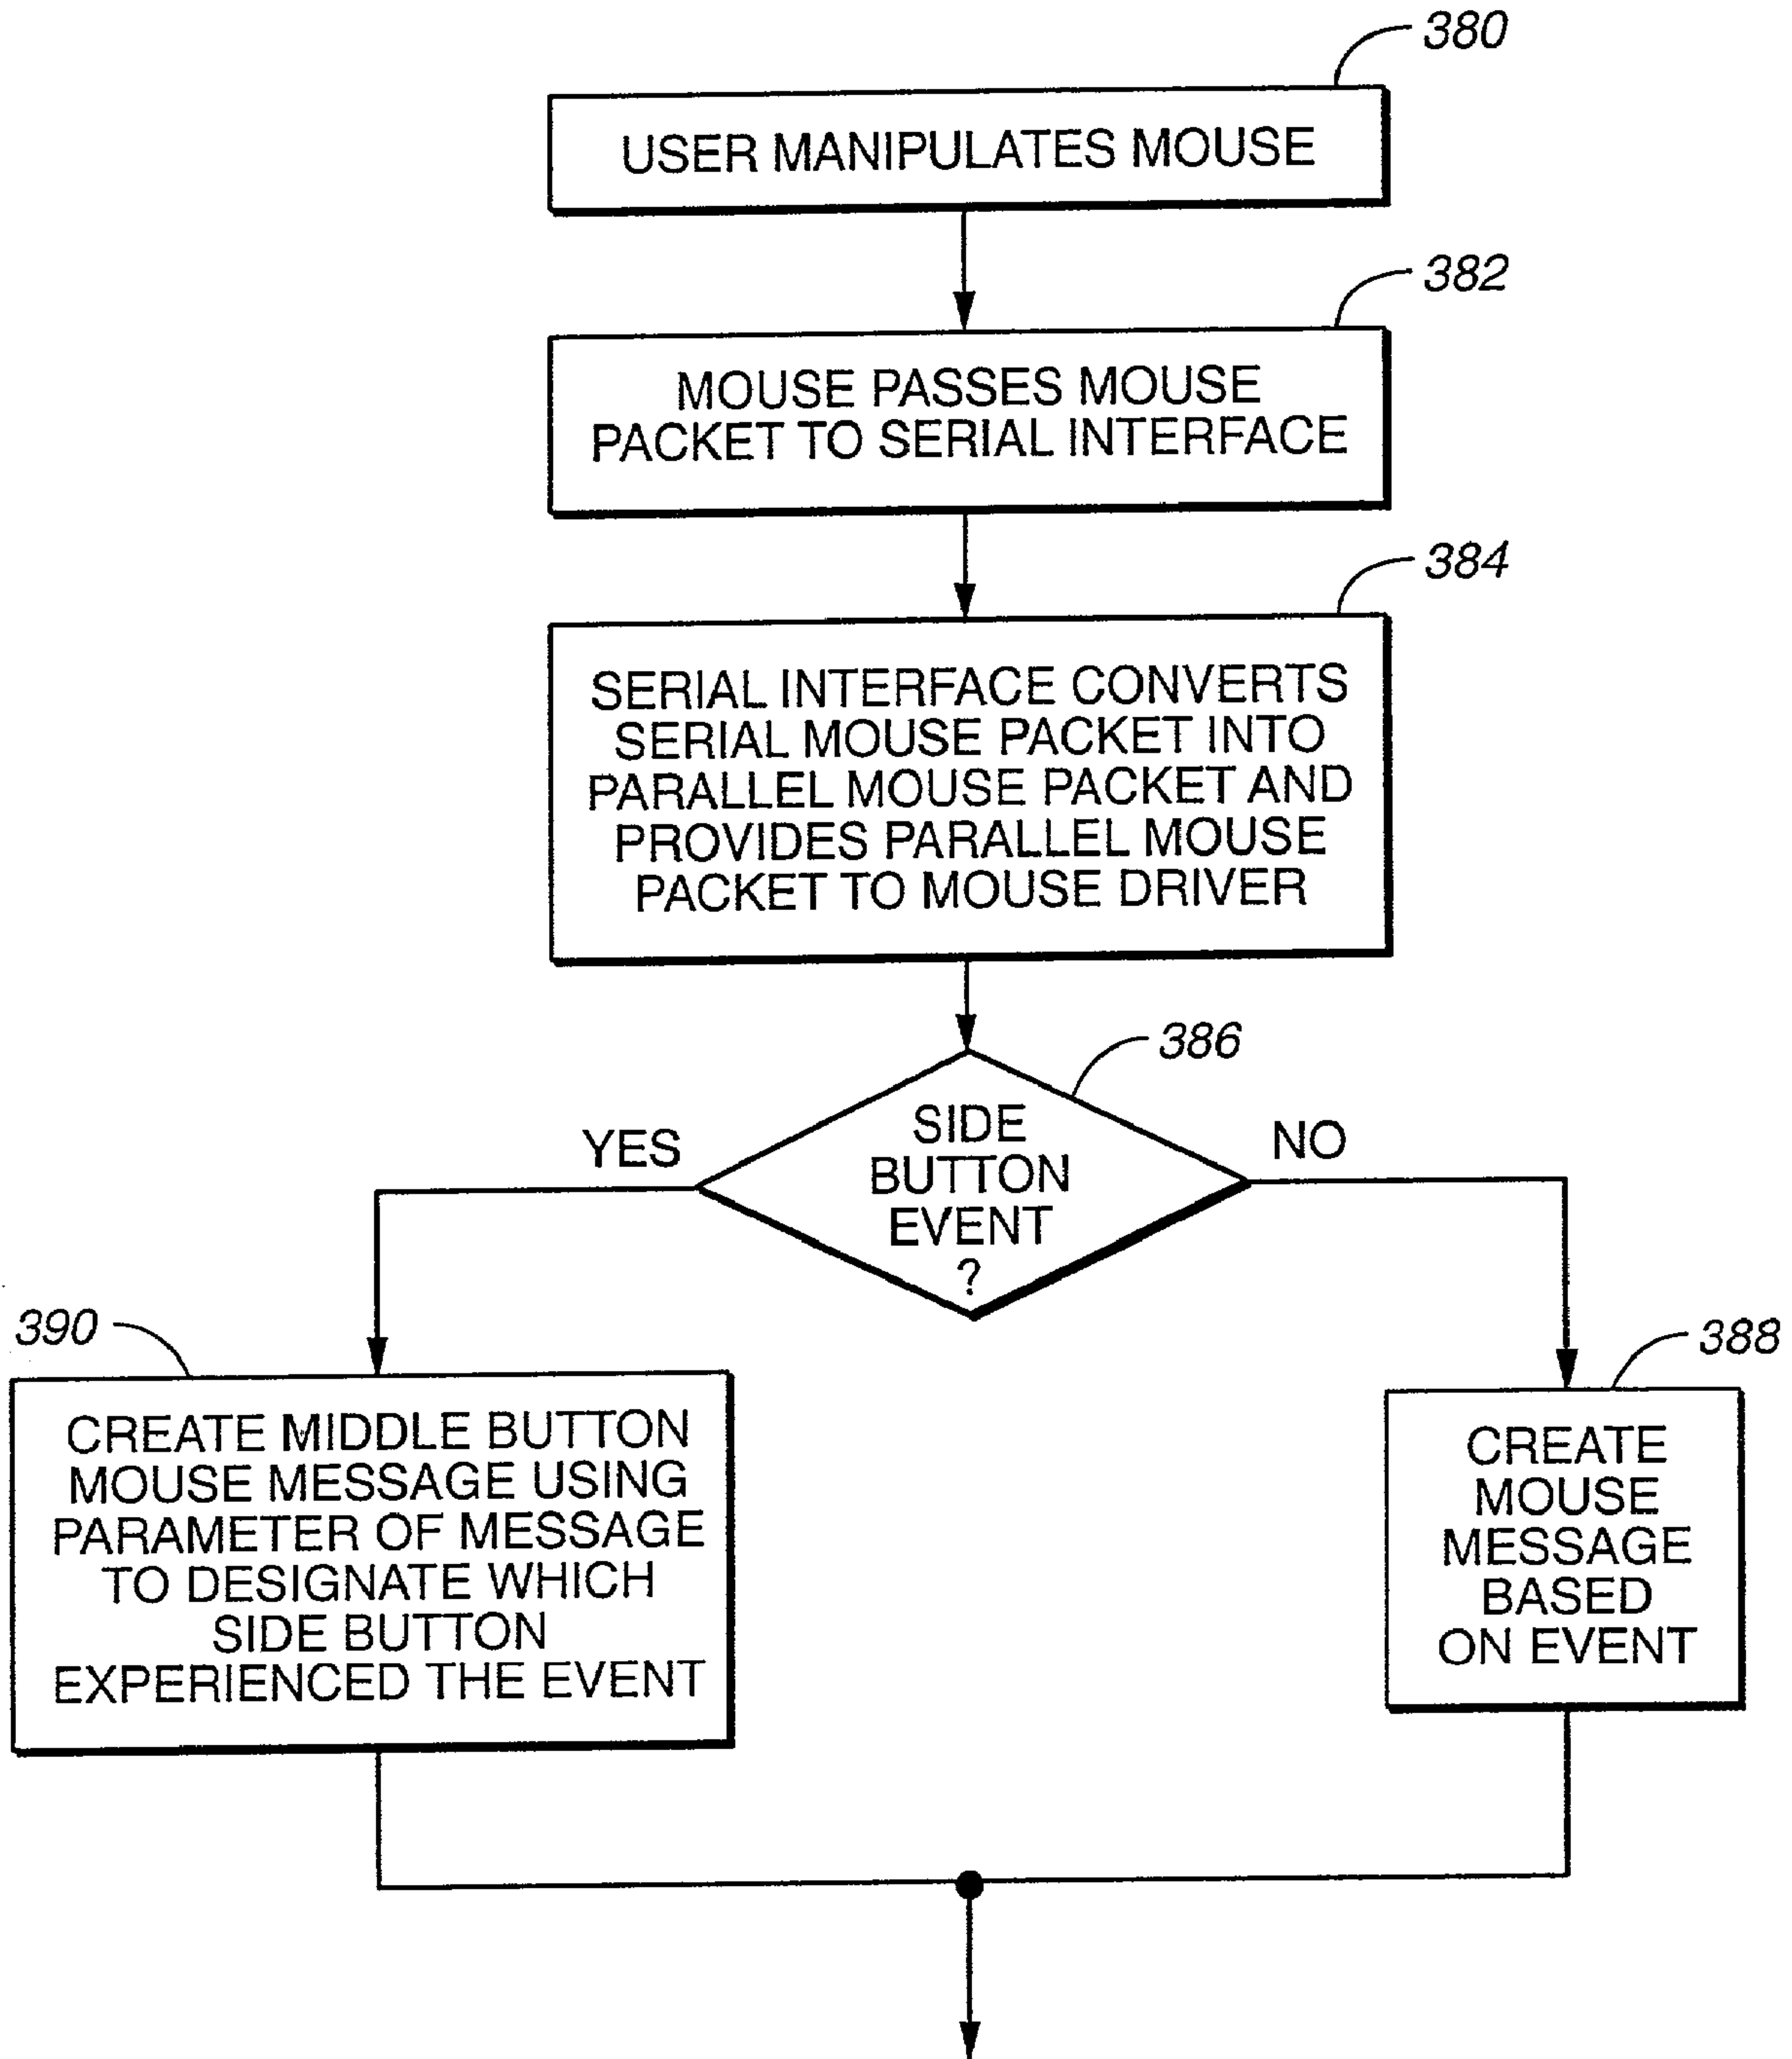 380
USER MANIPULATES MOUSE
382
MOUSE PASSES MOUSE
PACKET TO SERIAL INTERFACE
384
SERIAL INTERFACE CONVERTS
SERIAL MOUSE PACKET INTO
PARALLEL MOUSE PACKET AND
PROVIDES PARALLEL MOUSE
PACKET TO MOUSE DRIVER
386
SIDE
BUTTON
EVENT
?
YES
NO
390
CREATE MIDDLE BUTTON
MOUSE MESSAGE USING
PARAMETER OF MESSAGE
TO DESIGNATE WHICH
SIDE BUTTON
EXPERIENCED THE EVENT
388
CREATE
MOUSE
MESSAGE
BASED
ON EVENT